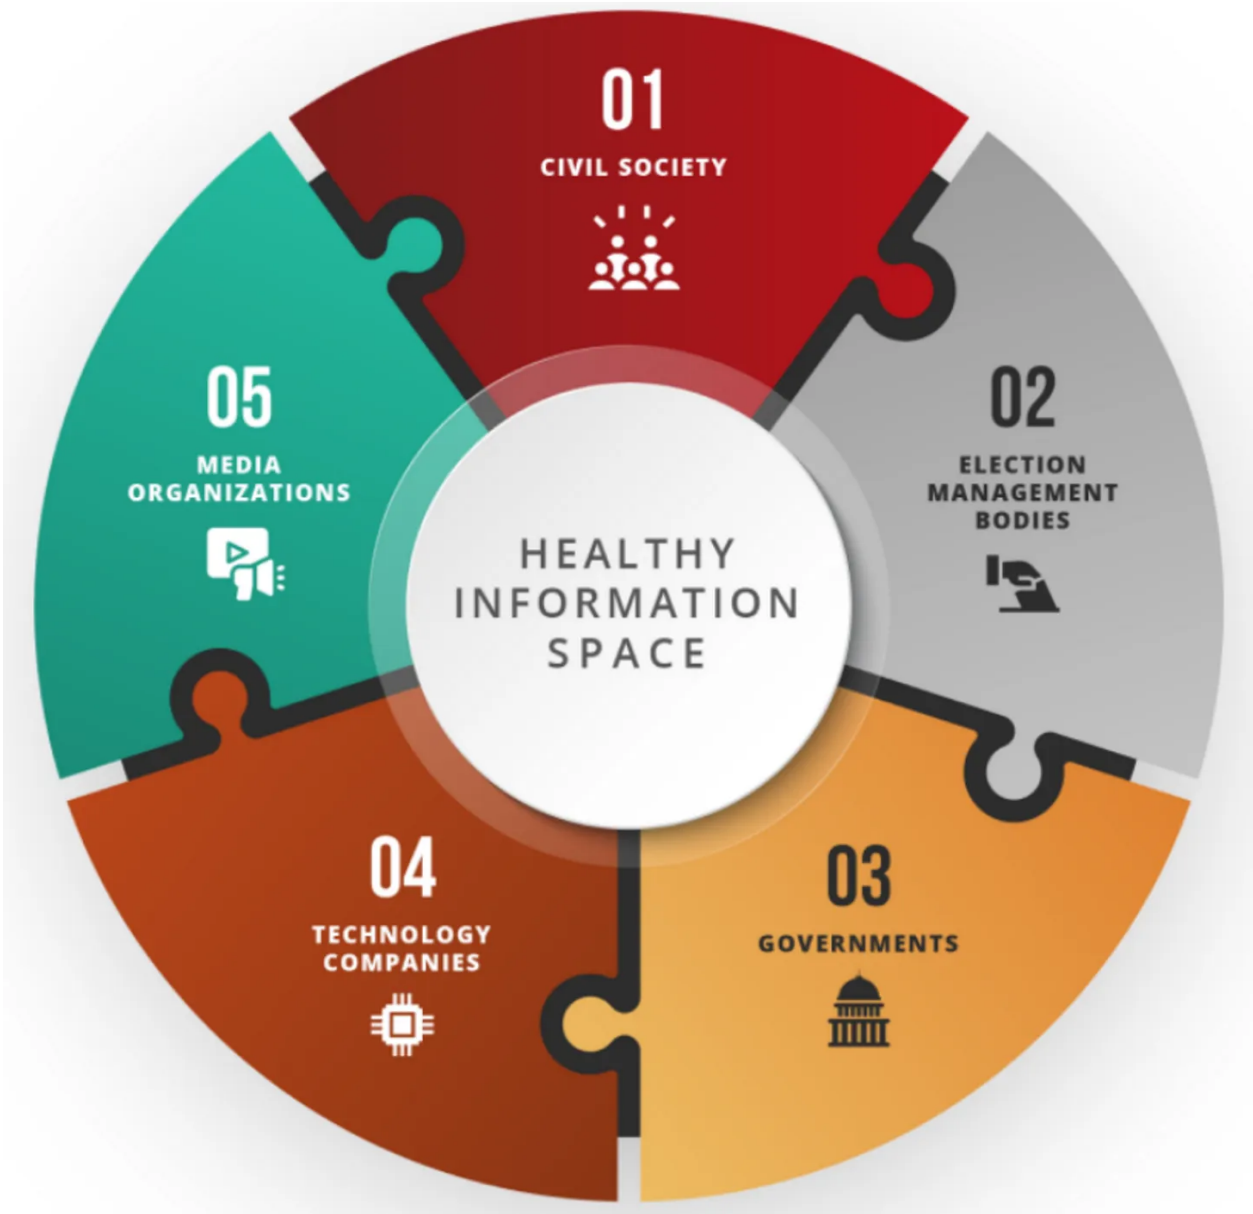 01
CIVIL SOCIETY
02
ELECTION
MANAGEMENT
BODIES
03
GOVERNMENTS
04
TECHNOLOGY
COMPANIES
05
MEDIA
ORGANIZATIONS
HEALTHY
INFORMATION
SPACE